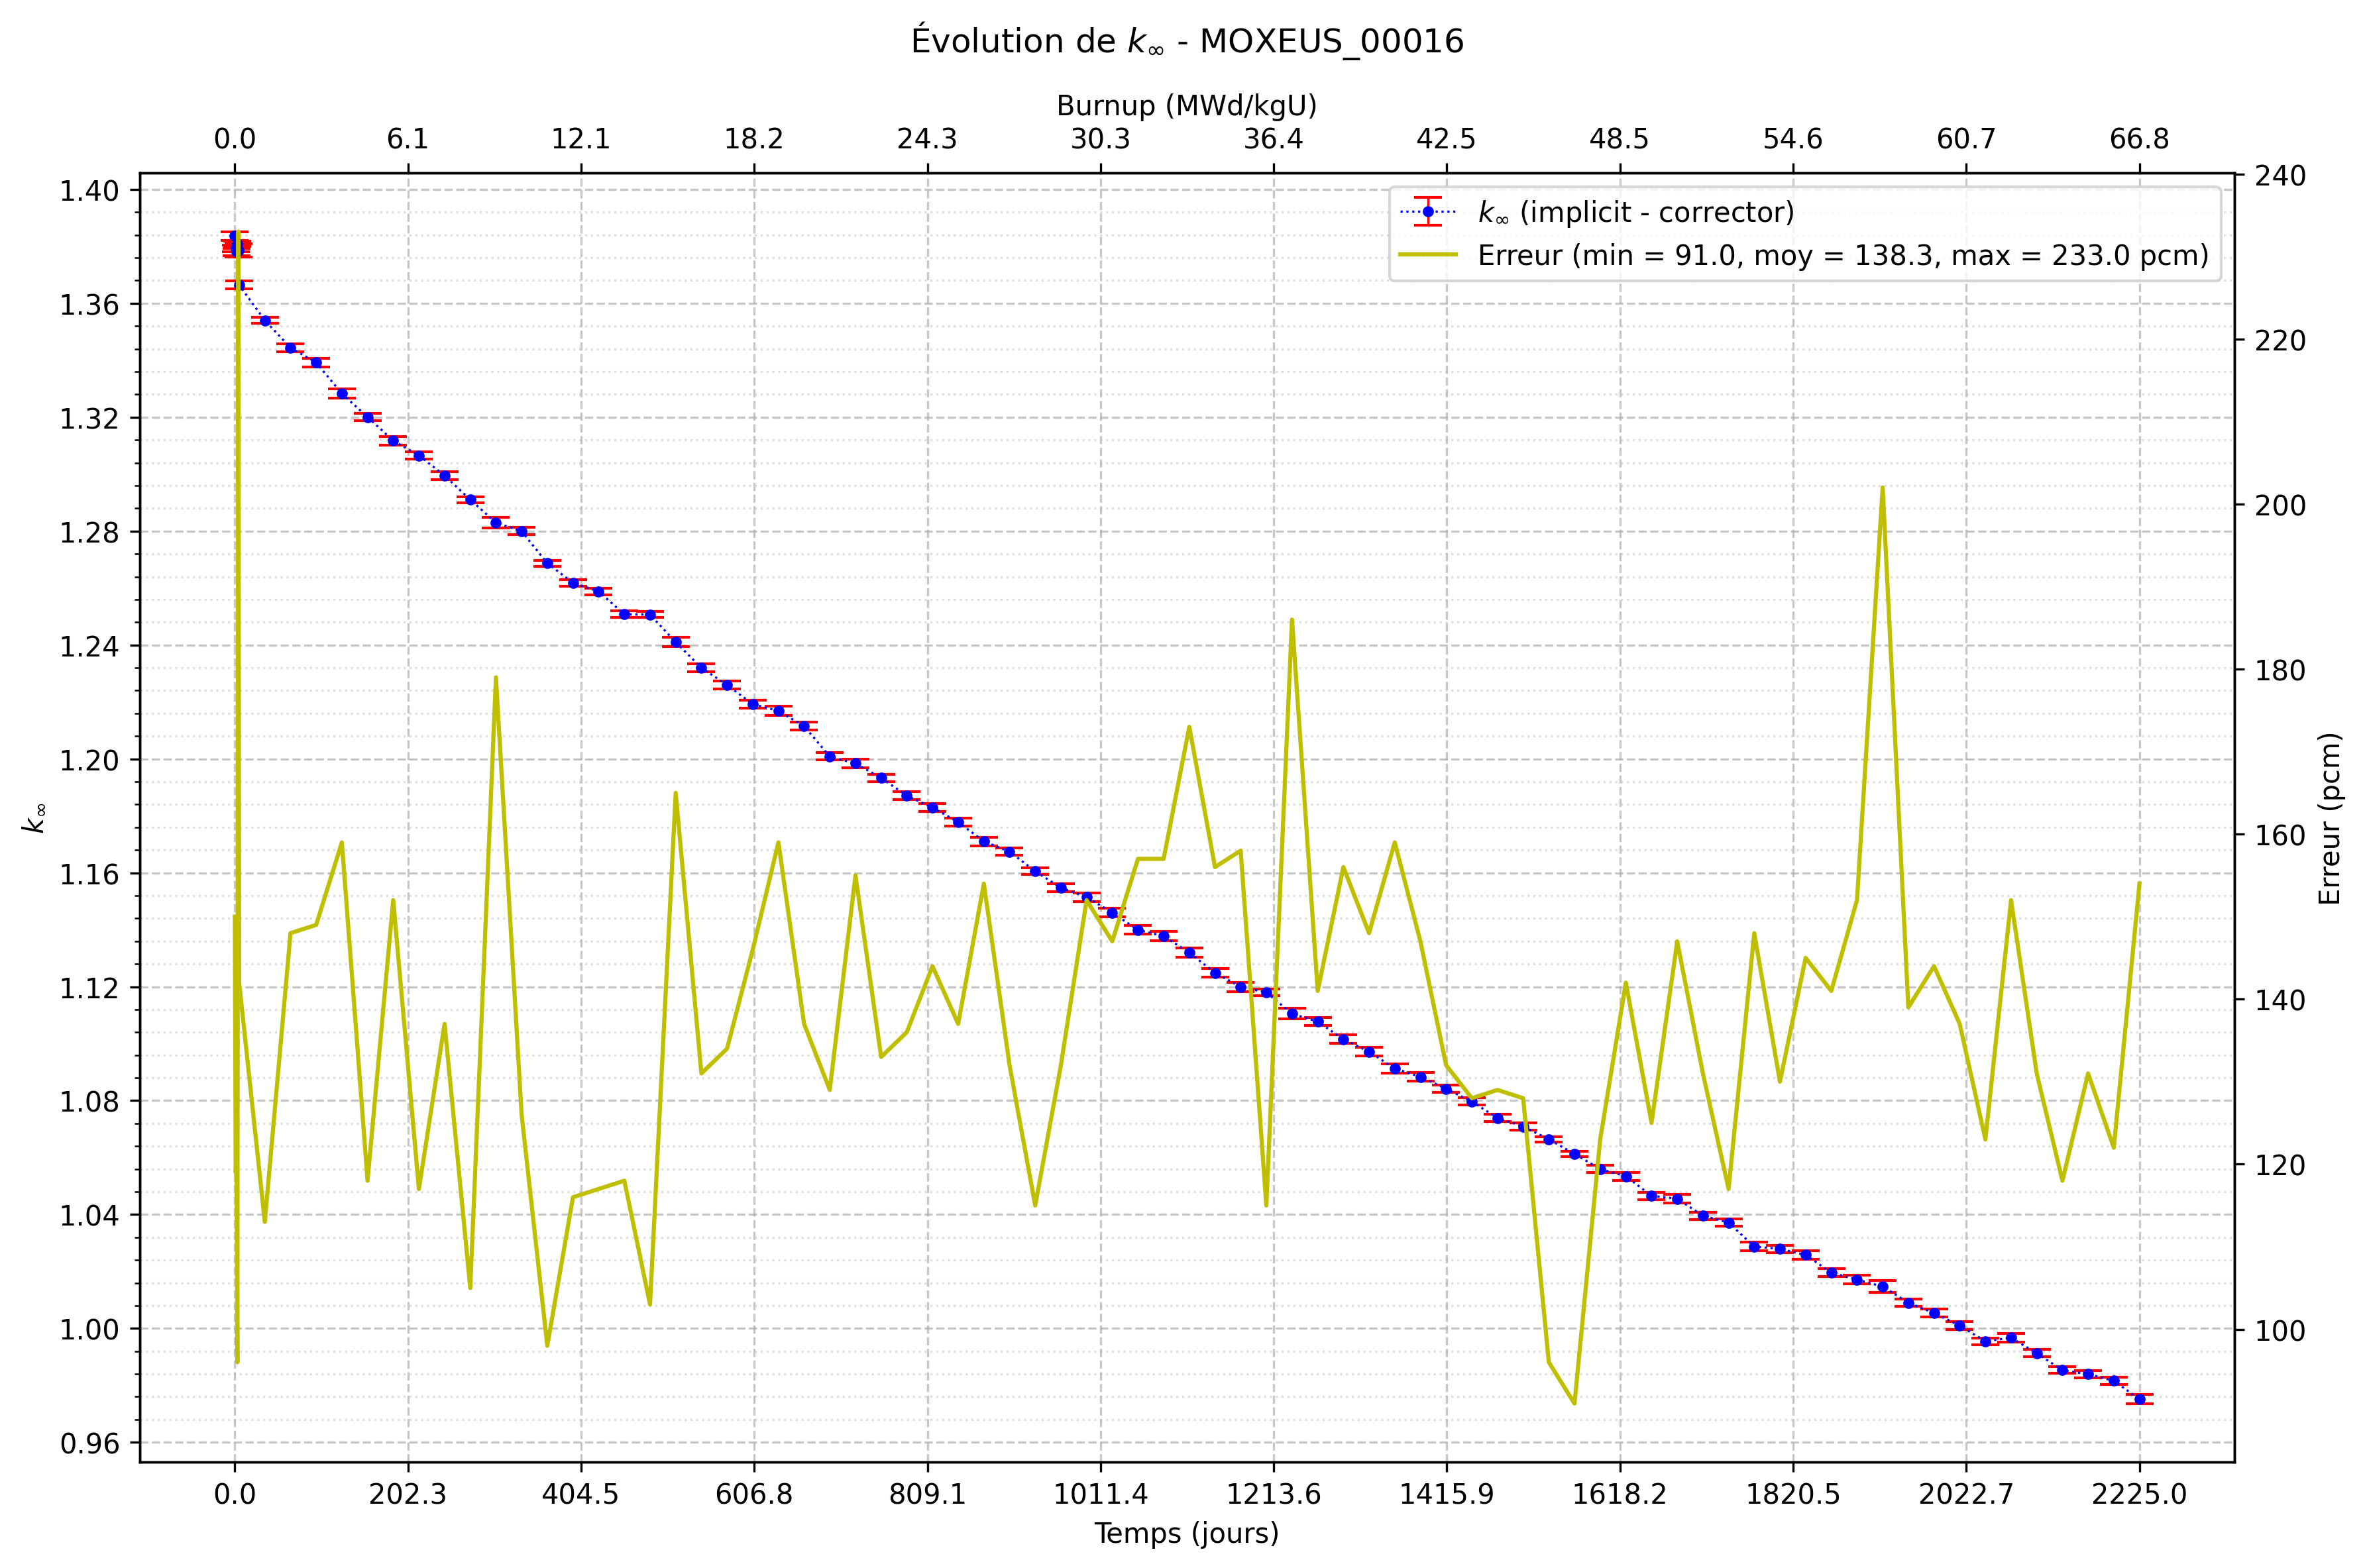 Évolution de k∞ - MOXEUS_00016
Burnup (MWd/kgU)
0.0 6.1 12.1 18.2 24.3 30.3 36.4 42.5 48.5 54.6 60.7 66.8
k∞ (implicit - corrector)
Erreur (min = 91.0, moy = 138.3, max = 233.0 pcm)
k∞
1.40
1.36
1.32
1.28
1.24
1.20
1.16
1.12
1.08
1.04
1.00
0.96
240
220
200
180
160
140
120
100
Erreur (pcm)
0.0 202.3 404.5 606.8 809.1 1011.4 1213.6 1415.9 1618.2 1820.5 2022.7 2225.0
Temps (jours)